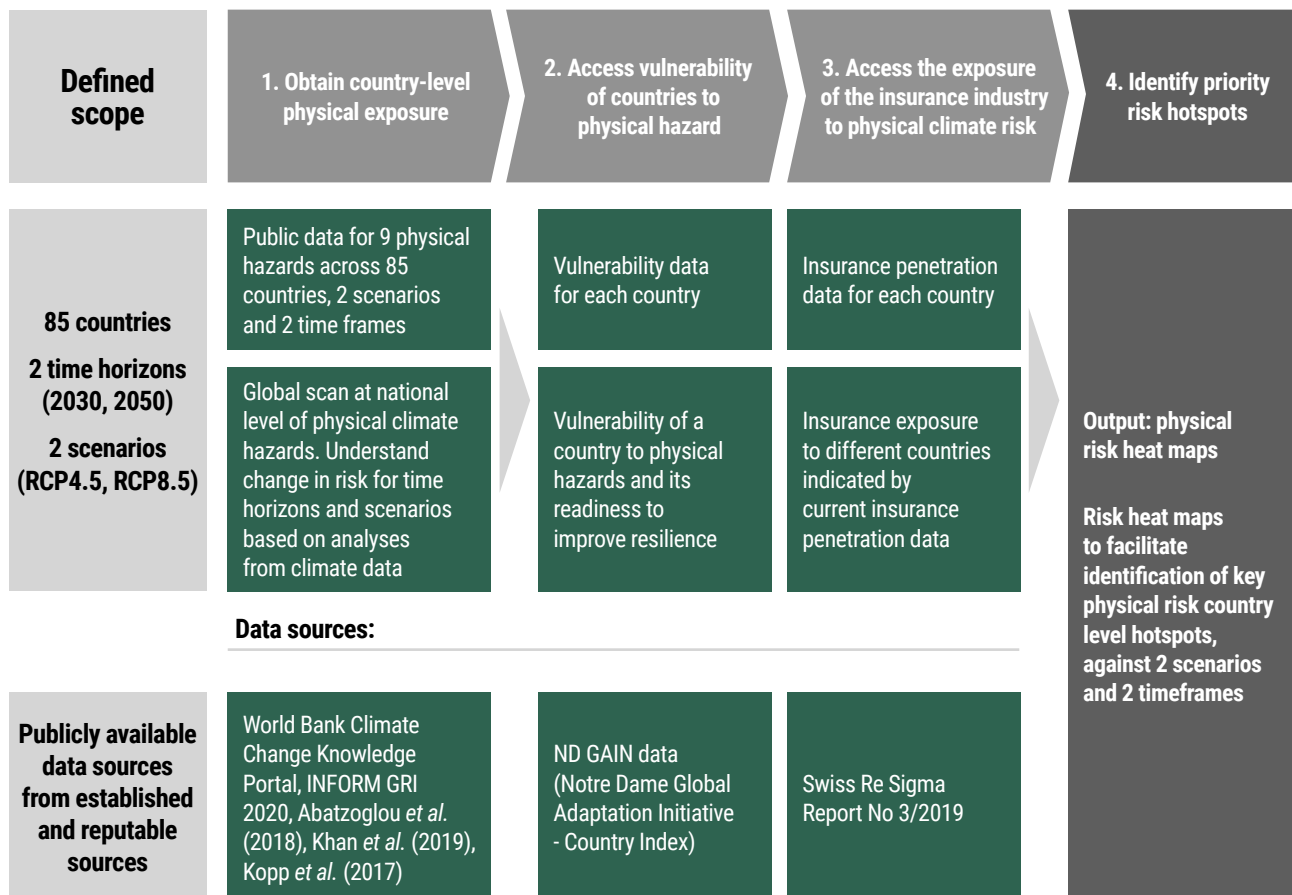 Defined
scope
1. Obtain country-level
physical exposure
2. Access vulnerability
of countries to
physical hazard
3. Access the exposure
of the insurance industry
to physical climate risk
4. Identify priority
risk hotspots
85 countries
2 time horizons
(2030, 2050)
2 scenarios
(RCP4.5, RCP8.5)
Public data for 9 physical
hazards across 85
countries, 2 scenarios
and 2 time frames
Vulnerability data
for each country
Insurance penetration
data for each country
Global scan at national
level of physical climate
hazards. Understand
change in risk for time
horizons and scenarios
based on analyses
from climate data
Vulnerability of a
country to physical
hazards and its
readiness to
improve resilience
Insurance exposure
to different countries
indicated by
current insurance
penetration data
Output: physical
risk heat maps
Risk heat maps
to facilitate
identification of key
physical risk country
level hotspots,
against 2 scenarios
and 2 timeframes
Data sources:
Publicly available
data sources
from established
and reputable
sources
World Bank Climate
Change Knowledge
Portal, INFORM GRI
2020, Abatzoglou et al.
(2018), Khan et al. (2019),
Kopp et al. (2017)
ND GAIN data
(Notre Dame Global
Adaptation Initiative
- Country Index)
Swiss Re Sigma
Report No 3/2019